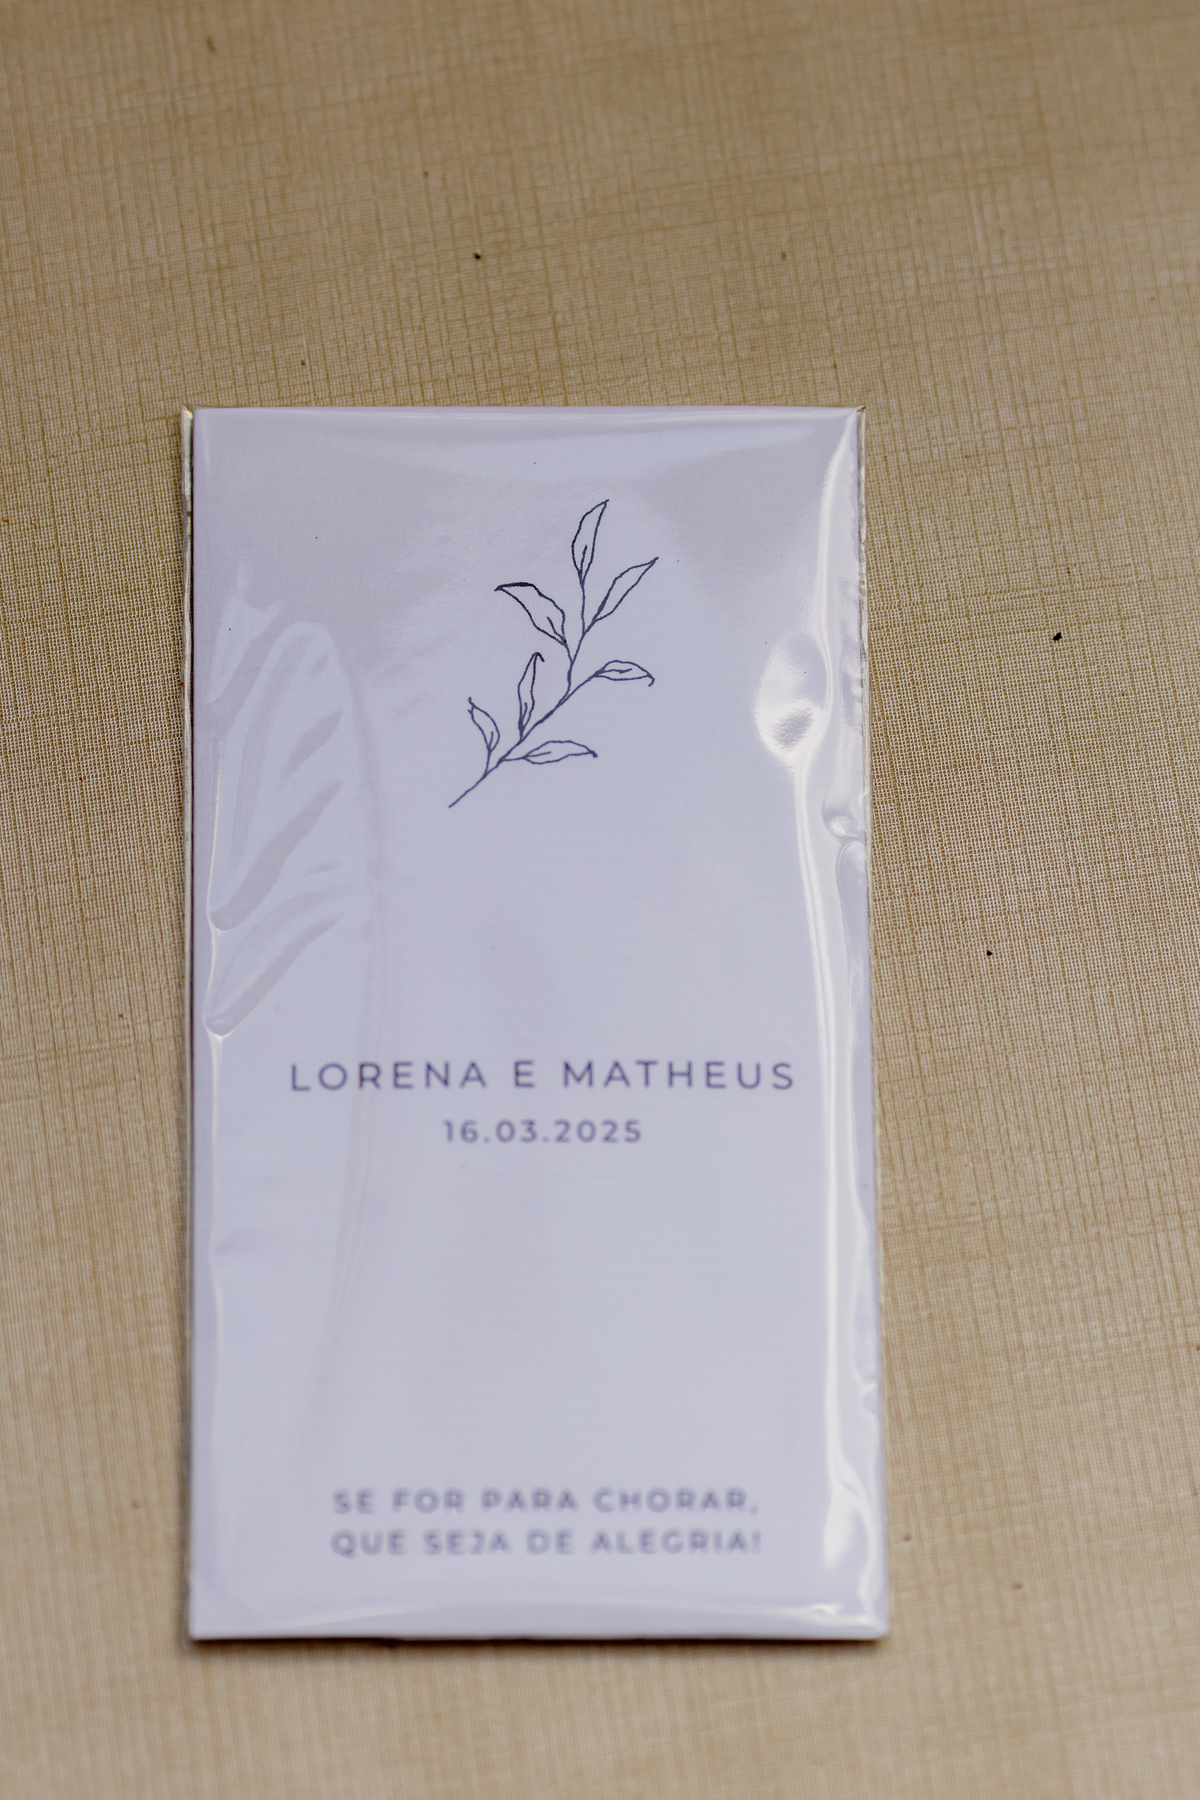 LORENA E MATHEUS
16.03.2025
SE FOR PARA CHORAR,
QUE SEJA DE ALEGRIA!